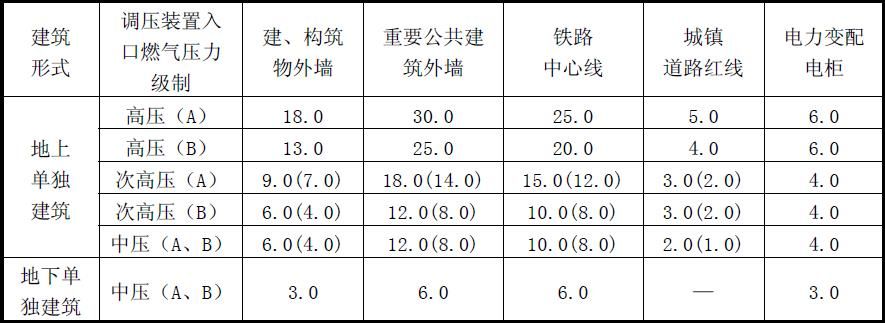 建筑
形式
调压装置入
口燃气压力
级制
建、构筑
物外墙
重要公共建
筑外墙
铁路
中心线
城镇
道路红线
电力变配
电柜
地上
单独
建筑
高压（A） 18.0 30.0 25.0 5.0 6.0
高压（B） 13.0 25.0 20.0 4.0 6.0
次高压（A） 9.0(7.0) 18.0(14.0) 15.0(12.0) 3.0(2.0) 4.0
次高压（B） 6.0(4.0) 12.0(8.0) 10.0(8.0) 3.0(2.0) 4.0
中压（A、B） 6.0(4.0) 12.0(8.0) 10.0(8.0) 2.0(1.0) 4.0
地下单
独建筑
中压（A、B） 3.0 6.0 6.0 — 3.0